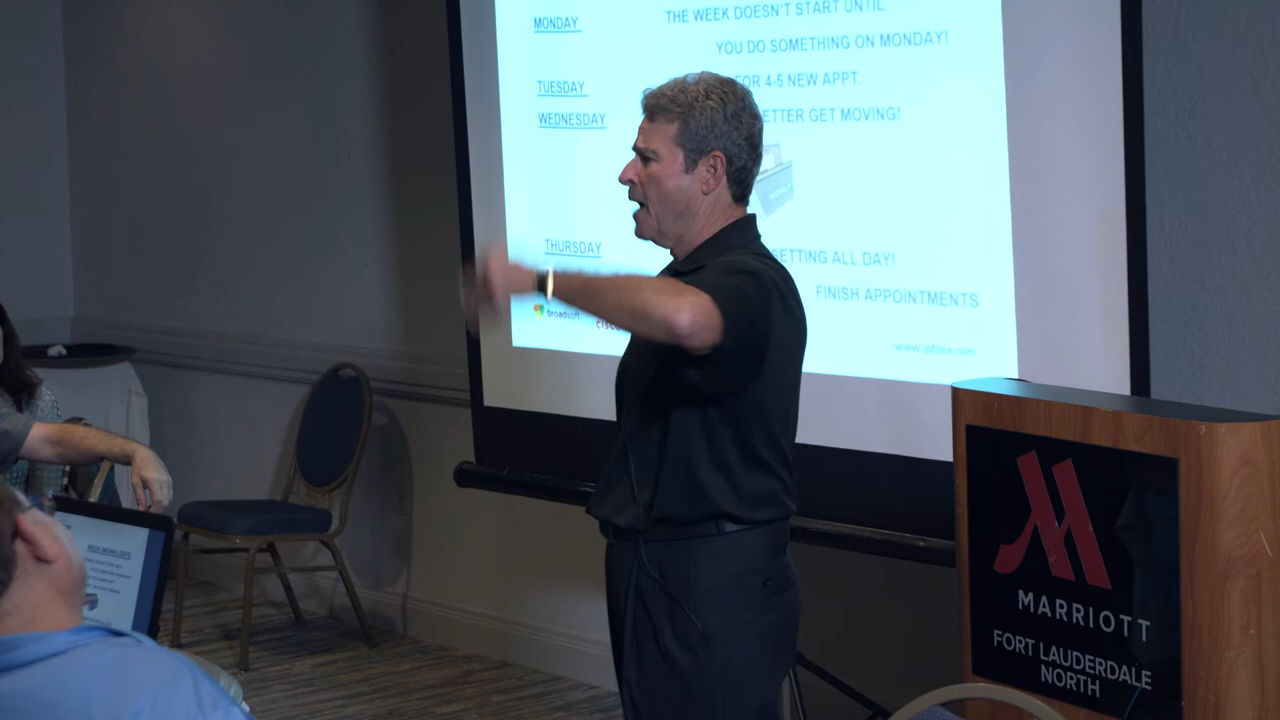 MONDAY
THE WEEK DOESN'T START UNTIL
YOU DO SOMETHING ON MONDAY!
TUESDAY
FOR 4-5 NEW APPT.
WEDNESDAY
ETTER GET MOVING!
THURSDAY
SETTING ALL DAY!
FINISH APPOINTMENTS
broadsoft
CISCO
www.ipfone.com
MARRIOTT
FORT LAUDERDALE
NORTH